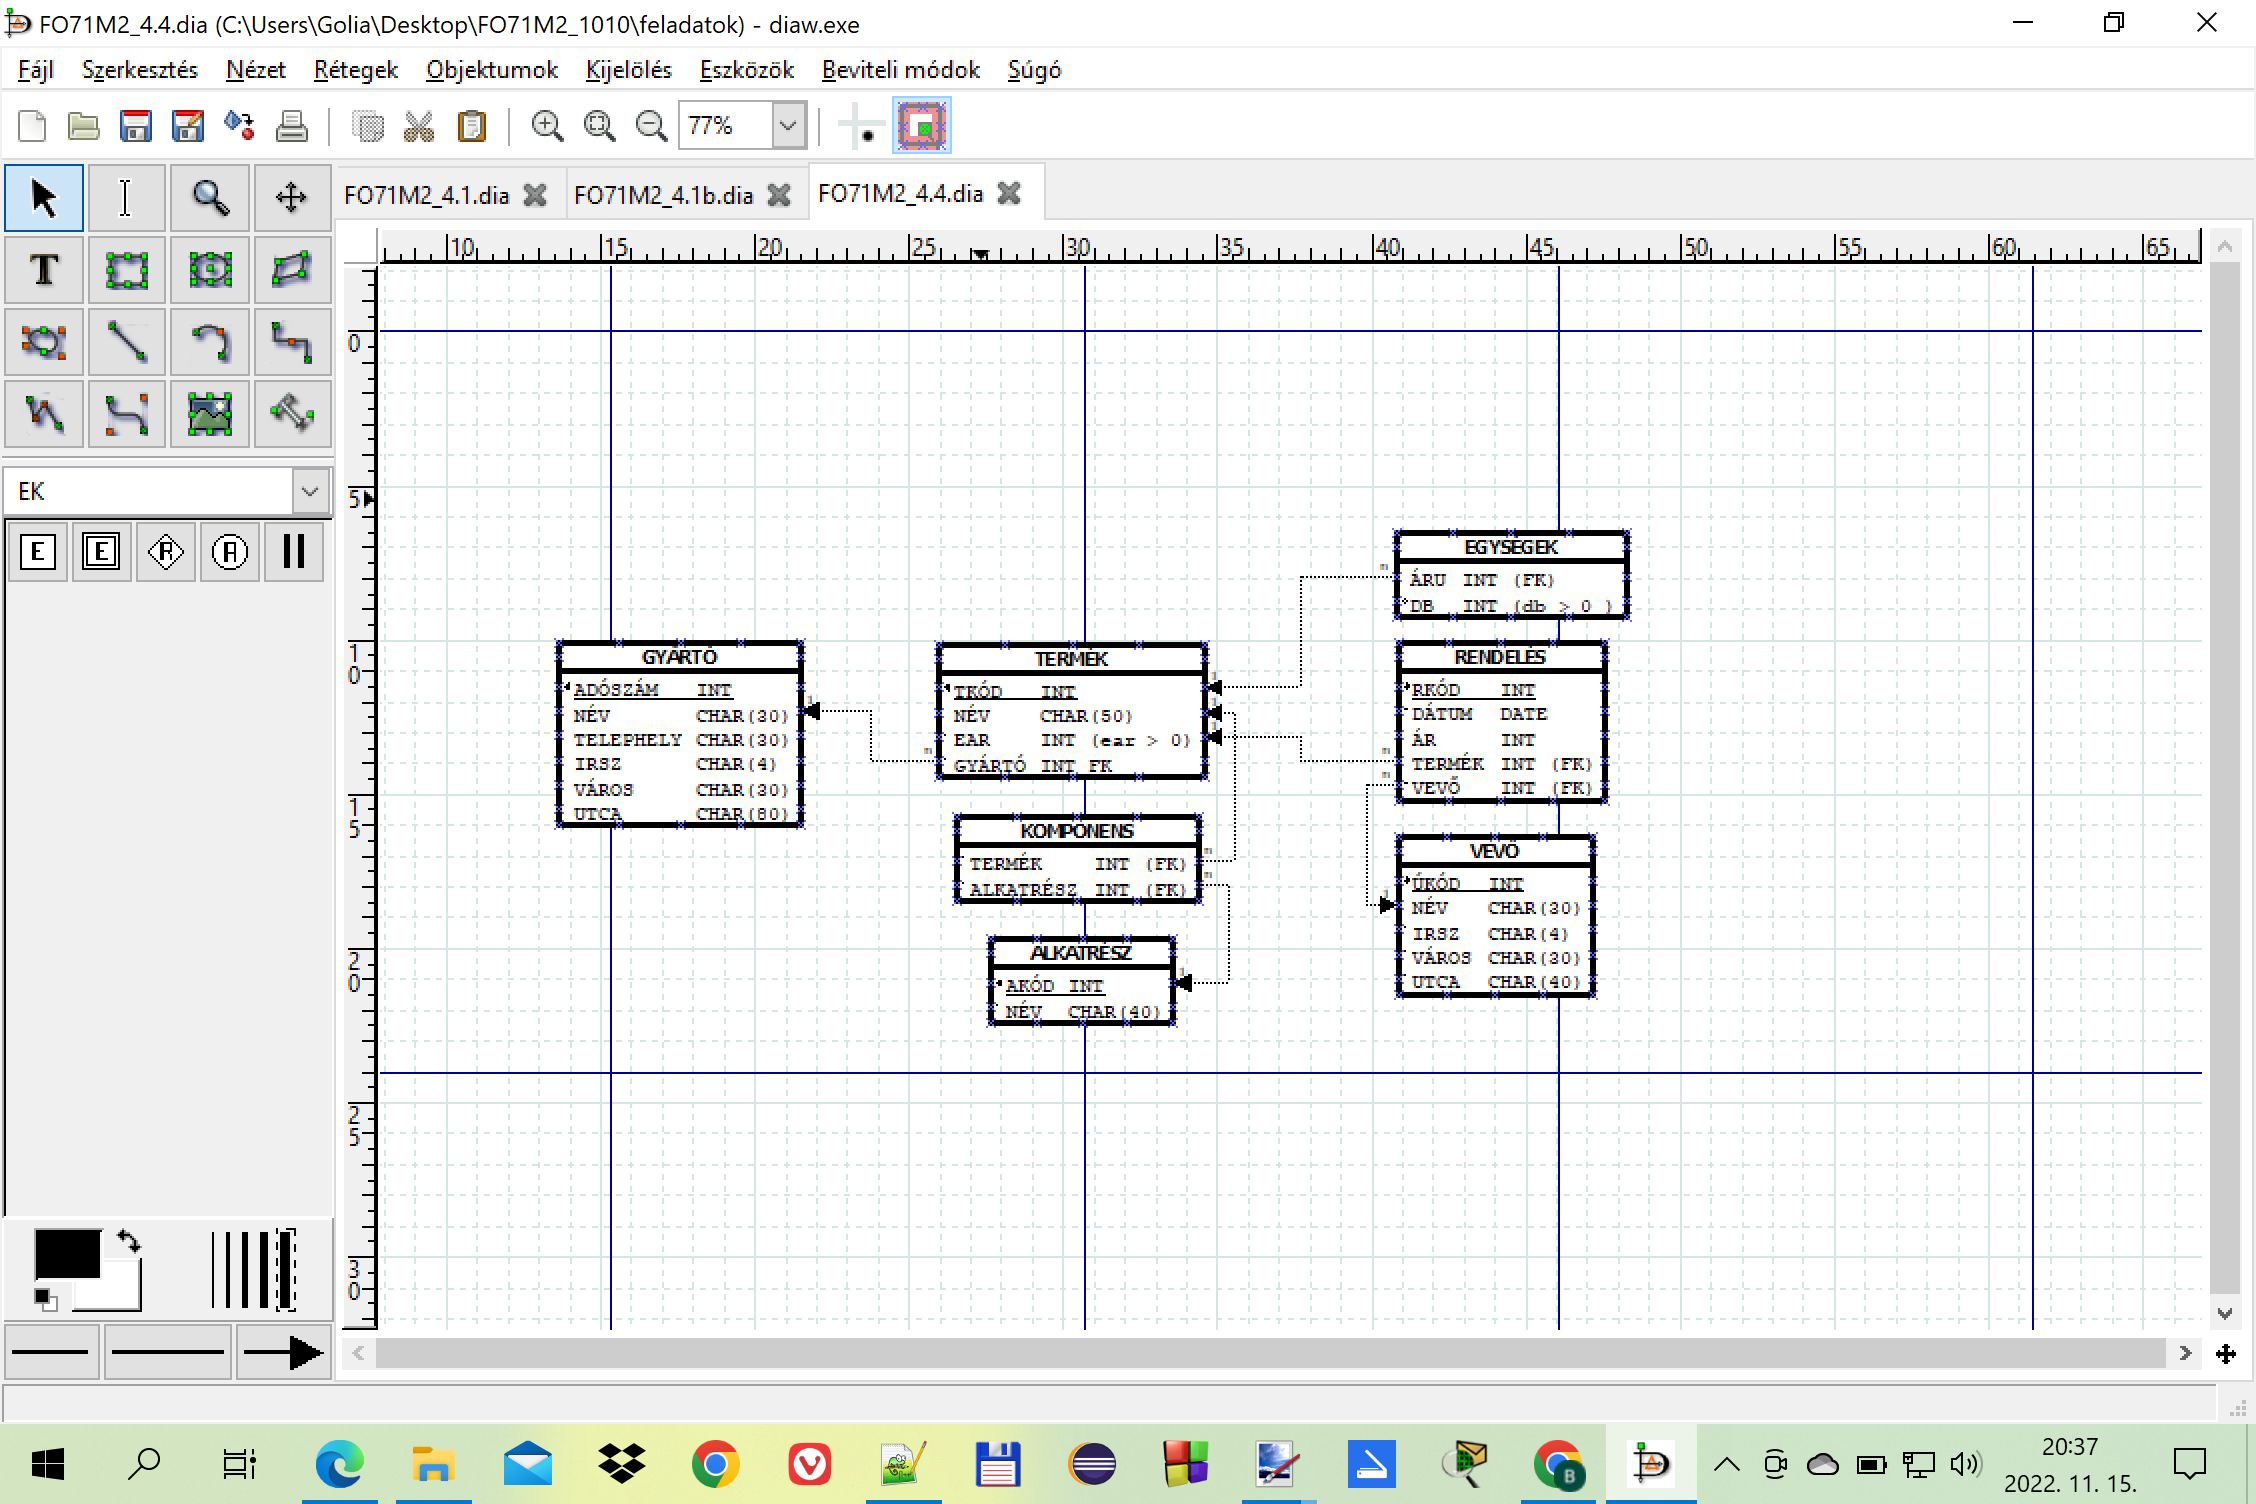 FO71M2_4.4.dia (C:\Users\Golia\Desktop\FO71M2_1010\feladatok) - diaw.exe
Fájl Szerkesztés Nézet Rétegek Objektumok Kijelölés Eszközök Beviteli módok Súgó
77%
FO71M2_4.1.dia FO71M2_4.1b.dia FO71M2_4.4.dia
10 15 20 25 30 35 40 45 50 55 60 65
T
EK
E E R A
0
5
10
15
20
25
30
EGYSÉGEK
ÁRU INT (FK)
DB INT (db > 0 )
GYÁRTÓ
ADÓSZÁM INT
NÉV CHAR(30)
TELEPHELY CHAR(30)
IRSZ CHAR(4)
VÁROS CHAR(30)
UTCA CHAR(80)
TERMÉK
TKÓD INT
NÉV CHAR(50)
EAR INT (ear > 0)
GYÁRTÓ INT FK
RENDELÉS
RKÓD INT
DÁTUM DATE
ÁR INT
TERMÉK INT (FK)
VEVŐ INT (FK)
KOMPONENS
TERMÉK INT (FK)
ALKATRÉSZ INT (FK)
VEVŐ
ÚKÓD INT
NÉV CHAR(30)
IRSZ CHAR(4)
VÁROS CHAR(30)
UTCA CHAR(40)
ALKATRÉSZ
AKÓD INT
NÉV CHAR(40)
B
20:37
2022. 11. 15.